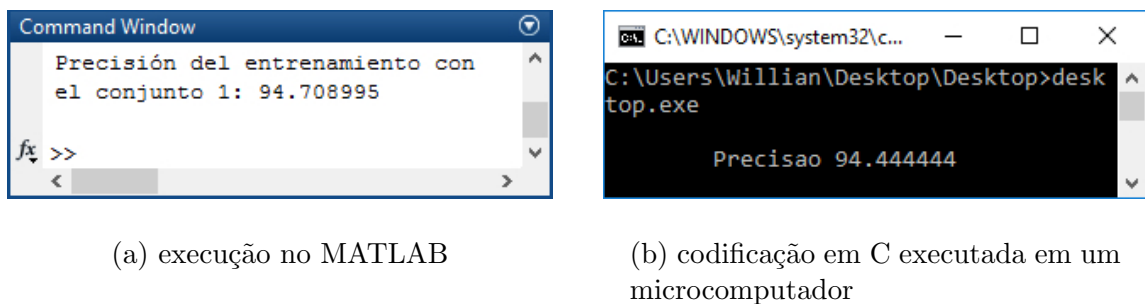 Command Window
Precisión del entrenamiento con
el conjunto 1: 94.708995
fx >>
C:\WINDOWS\system32\c...
C:\Users\Willian\Desktop\Desktop>desk
top.exe
Precisao 94.444444
(a) execução no MATLAB
(b) codificação em C executada em um
microcomputador